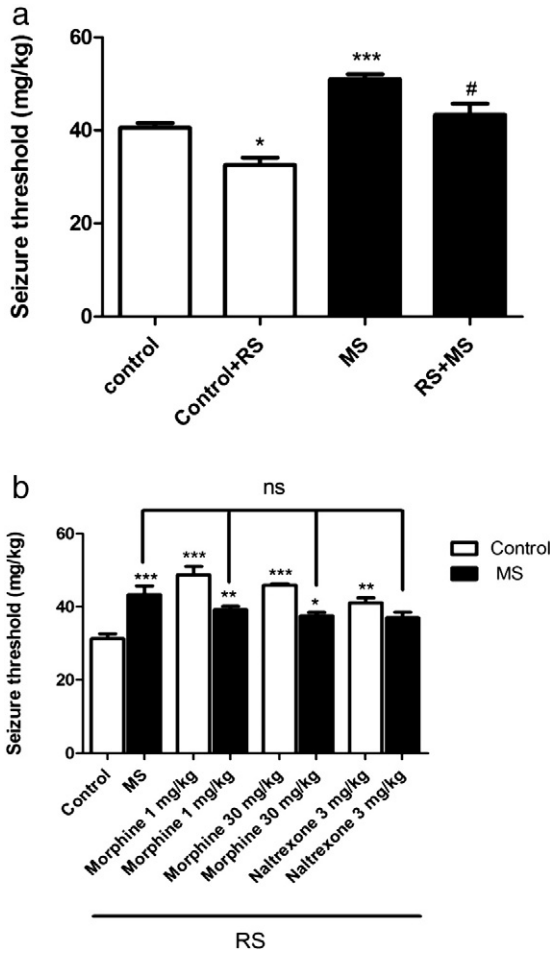 a
Seizure threshold (mg/kg)
60
40
20
0
*
***
#
control
Control+RS
MS
RS+MS
b
ns
Seizure threshold (mg/kg)
60
40
20
0
***
***
**
***
*
**
Control
MS
Control
MS
Morphine 1 mg/kg
Morphine 1 mg/kg
Morphine 30 mg/kg
Morphine 30 mg/kg
Naltrexone 3 mg/kg
Naltrexone 3 mg/kg
RS